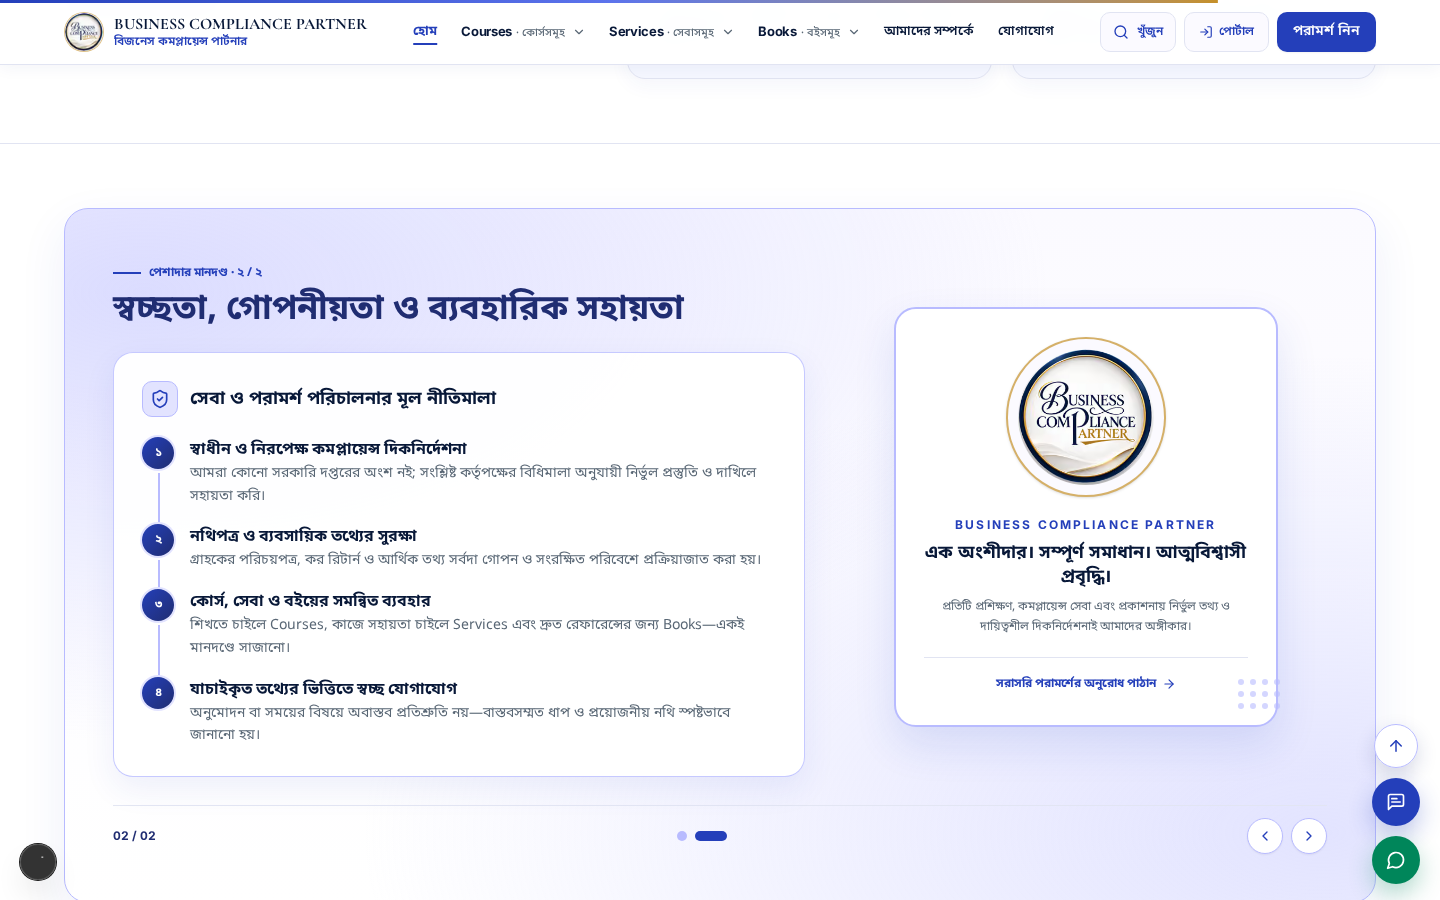 BUSINESS COMPLIANCE PARTNER
বিজনেস কমপ্লায়েন্স পার্টনার
হোম
Courses · কোর্সসমূহ
Services · সেবাসমূহ
Books · বইসমূহ
আমাদের সম্পর্কে
যোগাযোগ
খুঁজুন
পোর্টাল
পরামর্শ নিন
পেশাদার মানদণ্ড · ২ / ২
স্বচ্ছতা, গোপনীয়তা ও ব্যবহারিক সহায়তা
সেবা ও পরামর্শ পরিচালনার মূল নীতিমালা
১
স্বাধীন ও নিরপেক্ষ কমপ্লায়েন্স দিকনির্দেশনা
আমরা কোনো সরকারি দপ্তরের অংশ নই; সংশ্লিষ্ট কর্তৃপক্ষের বিধিমালা অনুযায়ী নির্ভুল প্রস্তুতি ও দাখিলে
সহায়তা করি।
২
নথিপত্র ও ব্যবসায়িক তথ্যের সুরক্ষা
গ্রাহকের পরিচয়পত্র, কর রিটার্ন ও আর্থিক তথ্য সর্বদা গোপন ও সংরক্ষিত পরিবেশে প্রক্রিয়াজাত করা হয়।
৩
কোর্স, সেবা ও বইয়ের সমন্বিত ব্যবহার
শিখতে চাইলে Courses, কাজে সহায়তা চাইলে Services এবং দ্রুত রেফারেন্সের জন্য Books—একই
মানদণ্ডে সাজানো।
৪
যাচাইকৃত তথ্যের ভিত্তিতে স্বচ্ছ যোগাযোগ
অনুমোদন বা সময়ের বিষয়ে অবাস্তব প্রতিশ্রুতি নয়—বাস্তবসম্মত ধাপ ও প্রয়োজনীয় নথি স্পষ্টভাবে
জানানো হয়।
BUSINESS
COMPLIANCE
PARTNER
BUSINESS COMPLIANCE PARTNER
এক অংশীদার। সম্পূর্ণ সমাধান। আত্মবিশ্বাসী
প্রবৃদ্ধি।
প্রতিটি প্রশিক্ষণ, কমপ্লায়েন্স সেবা এবং প্রকাশনায় নির্ভুল তথ্য ও
দায়িত্বশীল দিকনির্দেশনাই আমাদের অঙ্গীকার।
সরাসরি পরামর্শের অনুরোধ পাঠান
02 / 02